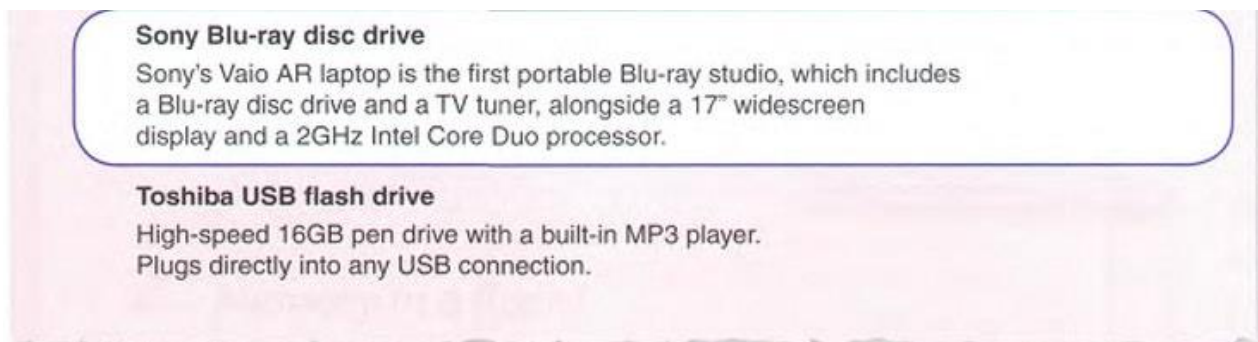 Sony Blu-ray disc drive
Sony's Vaio AR laptop is the first portable Blu-ray studio, which includes
a Blu-ray disc drive and a TV tuner, alongside a 17" widescreen
display and a 2GHz Intel Core Duo processor.
Toshiba USB flash drive
High-speed 16GB pen drive with a built-in MP3 player.
Plugs directly into any USB connection.